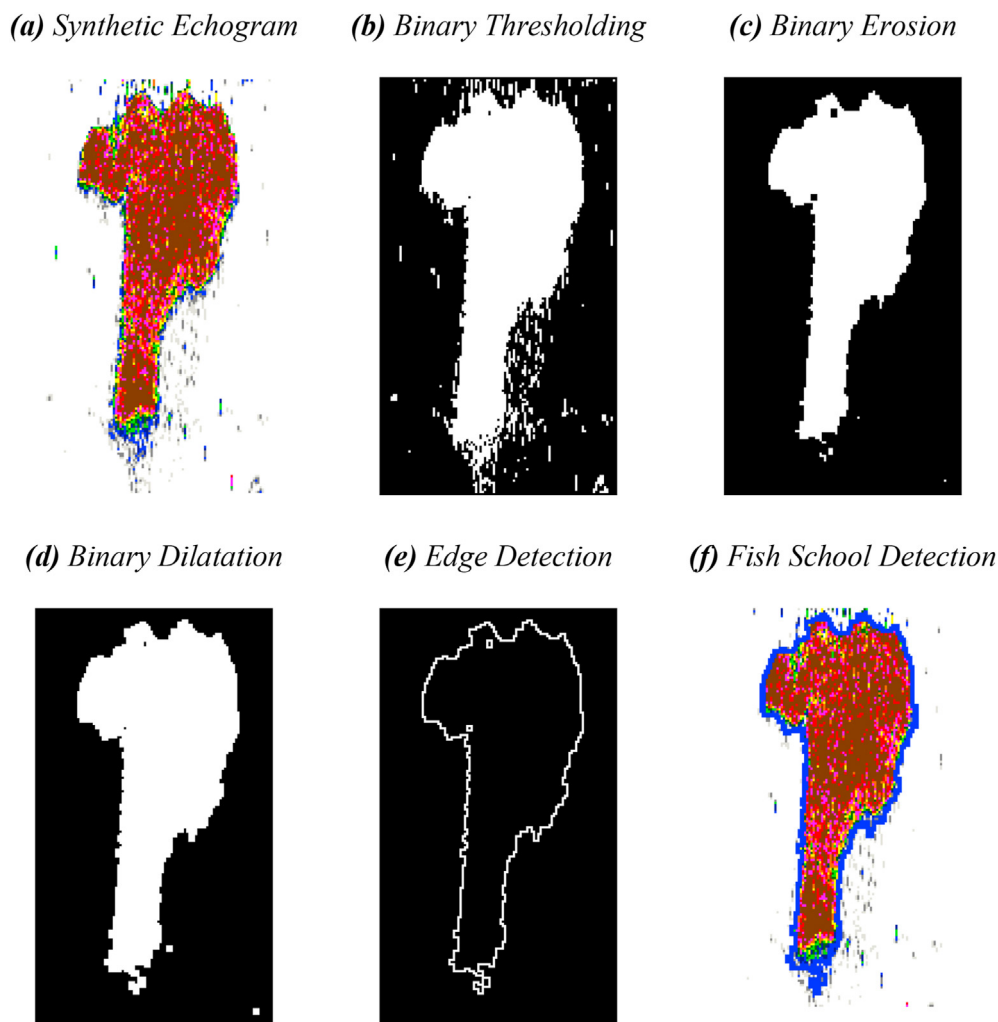 (a) Synthetic Echogram
(b) Binary Thresholding
(c) Binary Erosion
(d) Binary Dilatation
(e) Edge Detection
(f) Fish School Detection